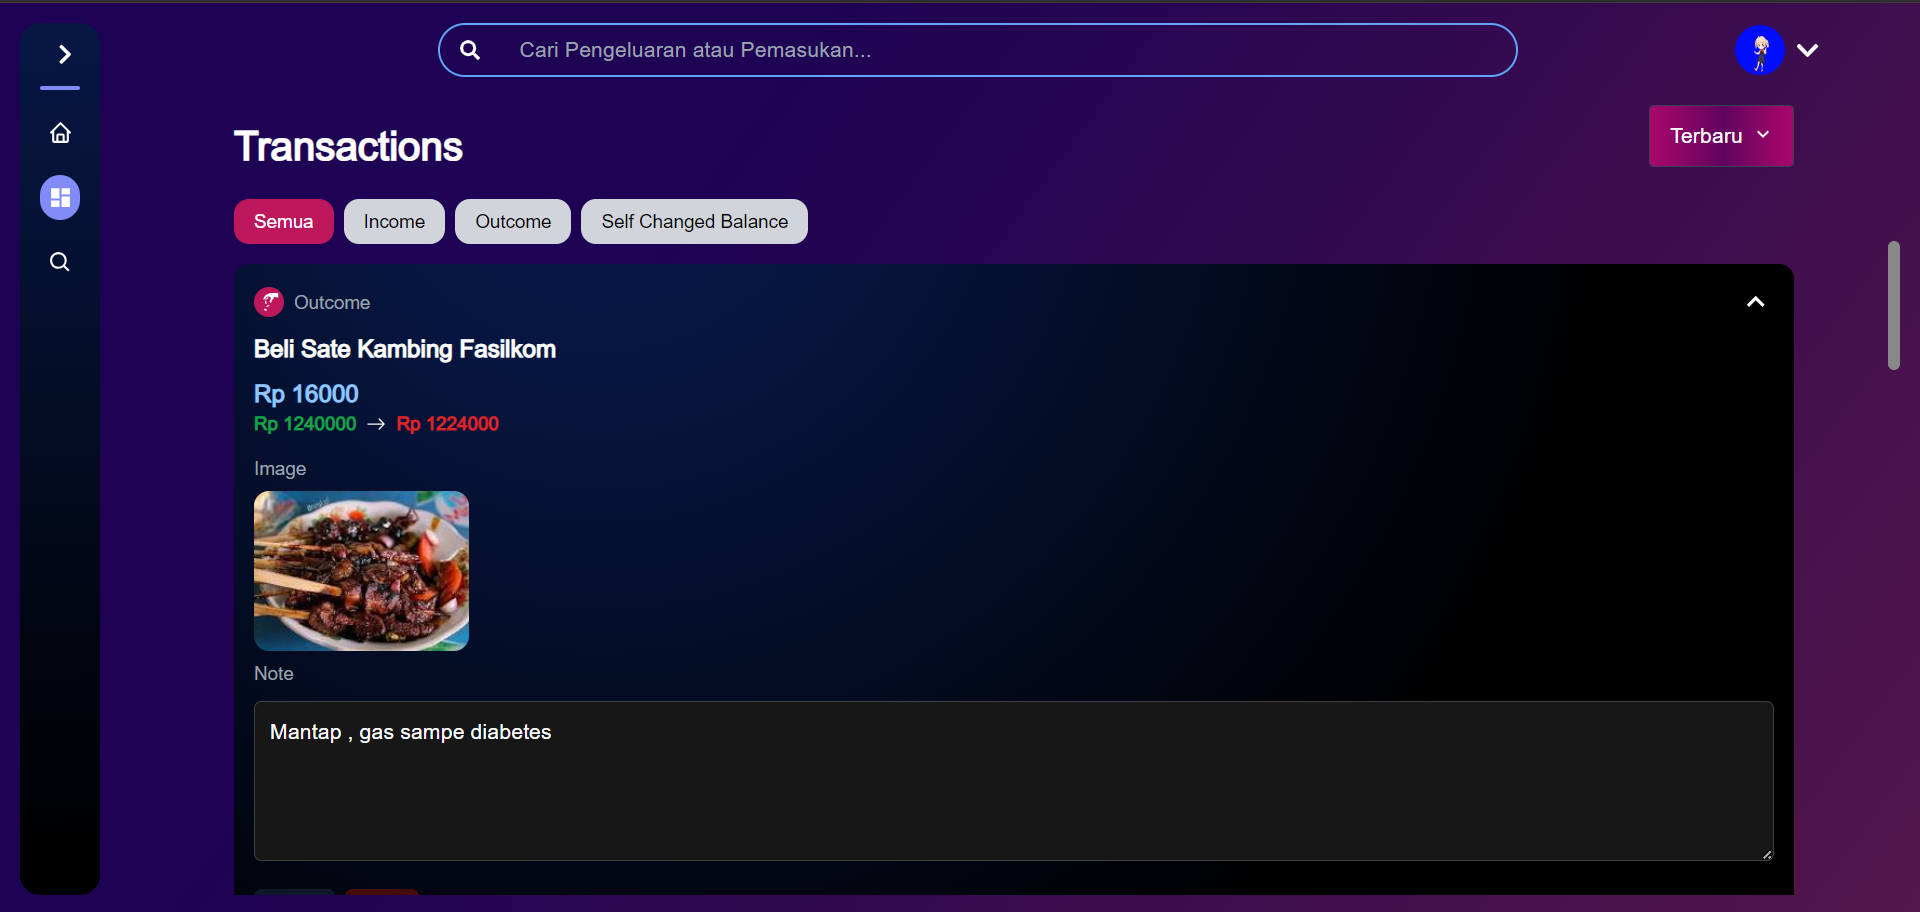 Cari Pengeluaran atau Pemasukan...
Transactions
Terbaru
Semua
Income
Outcome
Self Changed Balance
Outcome
Beli Sate Kambing Fasilkom
Rp 16000
Rp 1240000 → Rp 1224000
Image
Note
Mantap , gas sampe diabetes